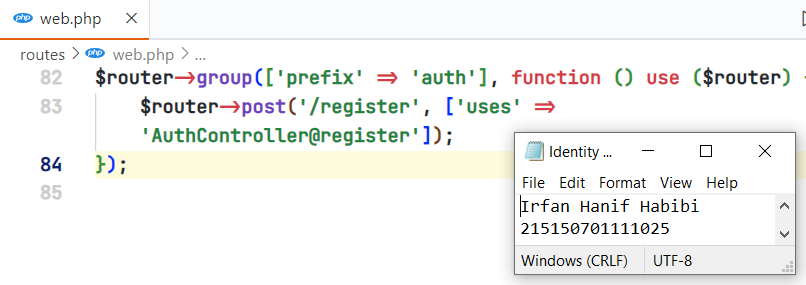 web.php
routes > web.php > ...
82 $router->group(['prefix' => 'auth'], function () use ($router) {
83 $router->post('/register', ['uses' =>
'AuthController@register']);
84 });
85
Identity ...
File Edit Format View Help
Irfan Hanif Habibi
215150701111025
Windows (CRLF) UTF-8